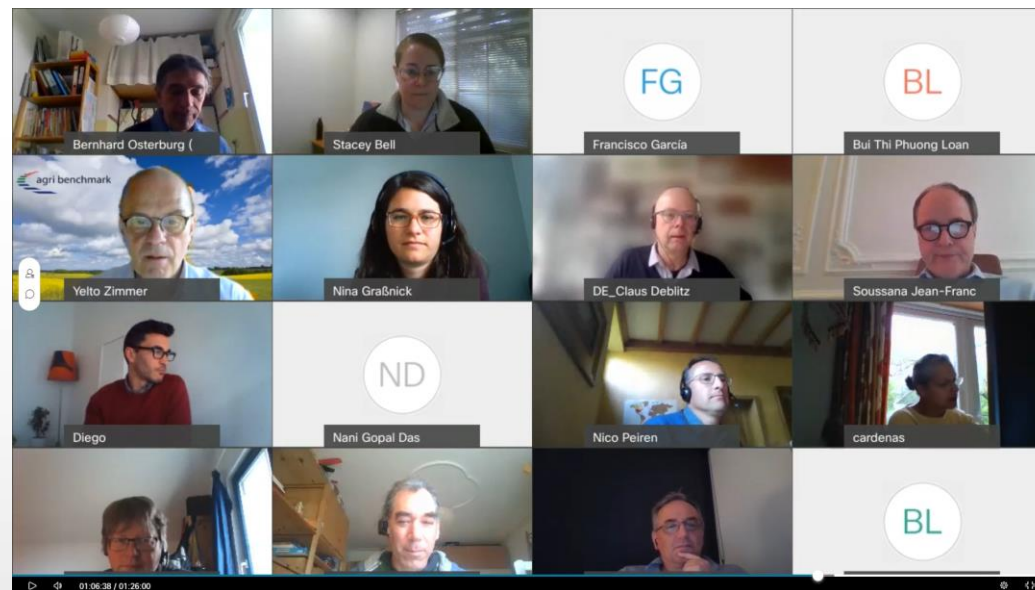 Bernhard Osterburg (
Stacey Bell
FG
Francisco García
BL
Bui Thi Phuong Loan
agri benchmark
Yelto Zimmer
Nina Graßnick
DE_Claus Deblitz
Soussana Jean-Franc
Diego
ND
Nani Gopal Das
Nico Peiren
cardenas
BL
01:06:38 / 01:26:00